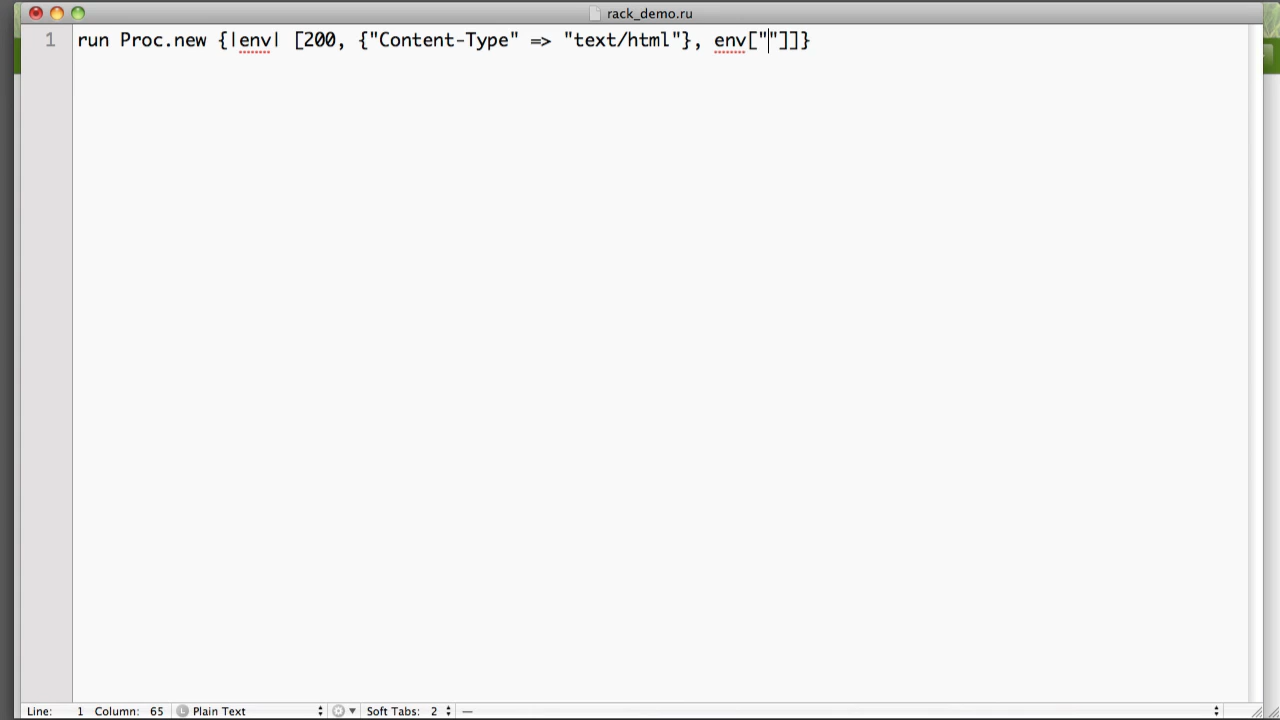 rack_demo.ru
1 run Proc.new {|env| [200, {"Content-Type" => "text/html"}, env[""]]}
Line: 1 Column: 65 L Plain Text Soft Tabs: 2 —